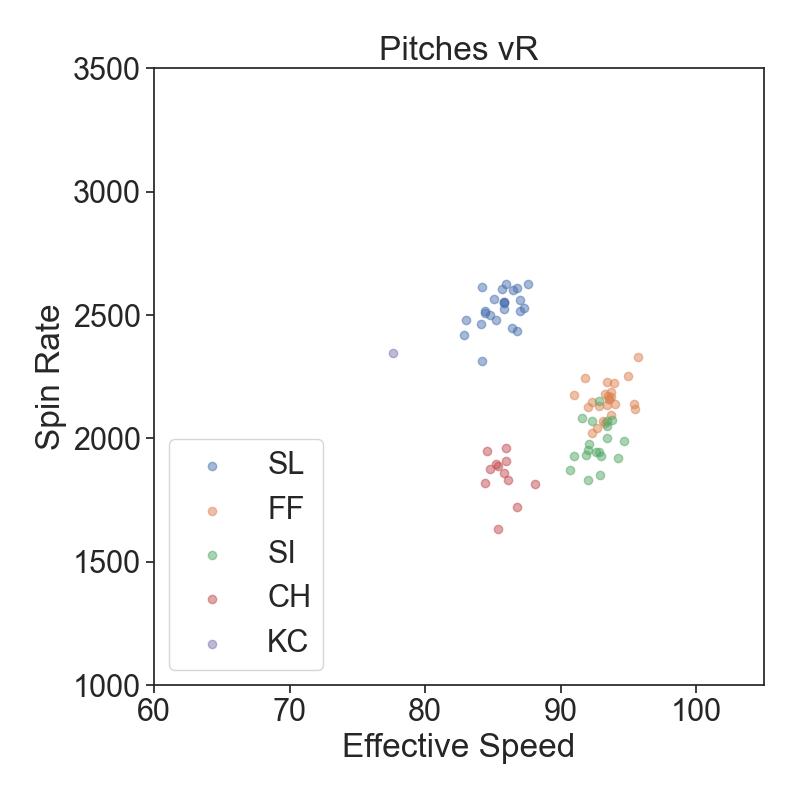 Pitches vR
3500
3000
2500
2000
1500
1000
Spin Rate
SL
FF
SI
CH
KC
60 70 80 90 100
Effective Speed